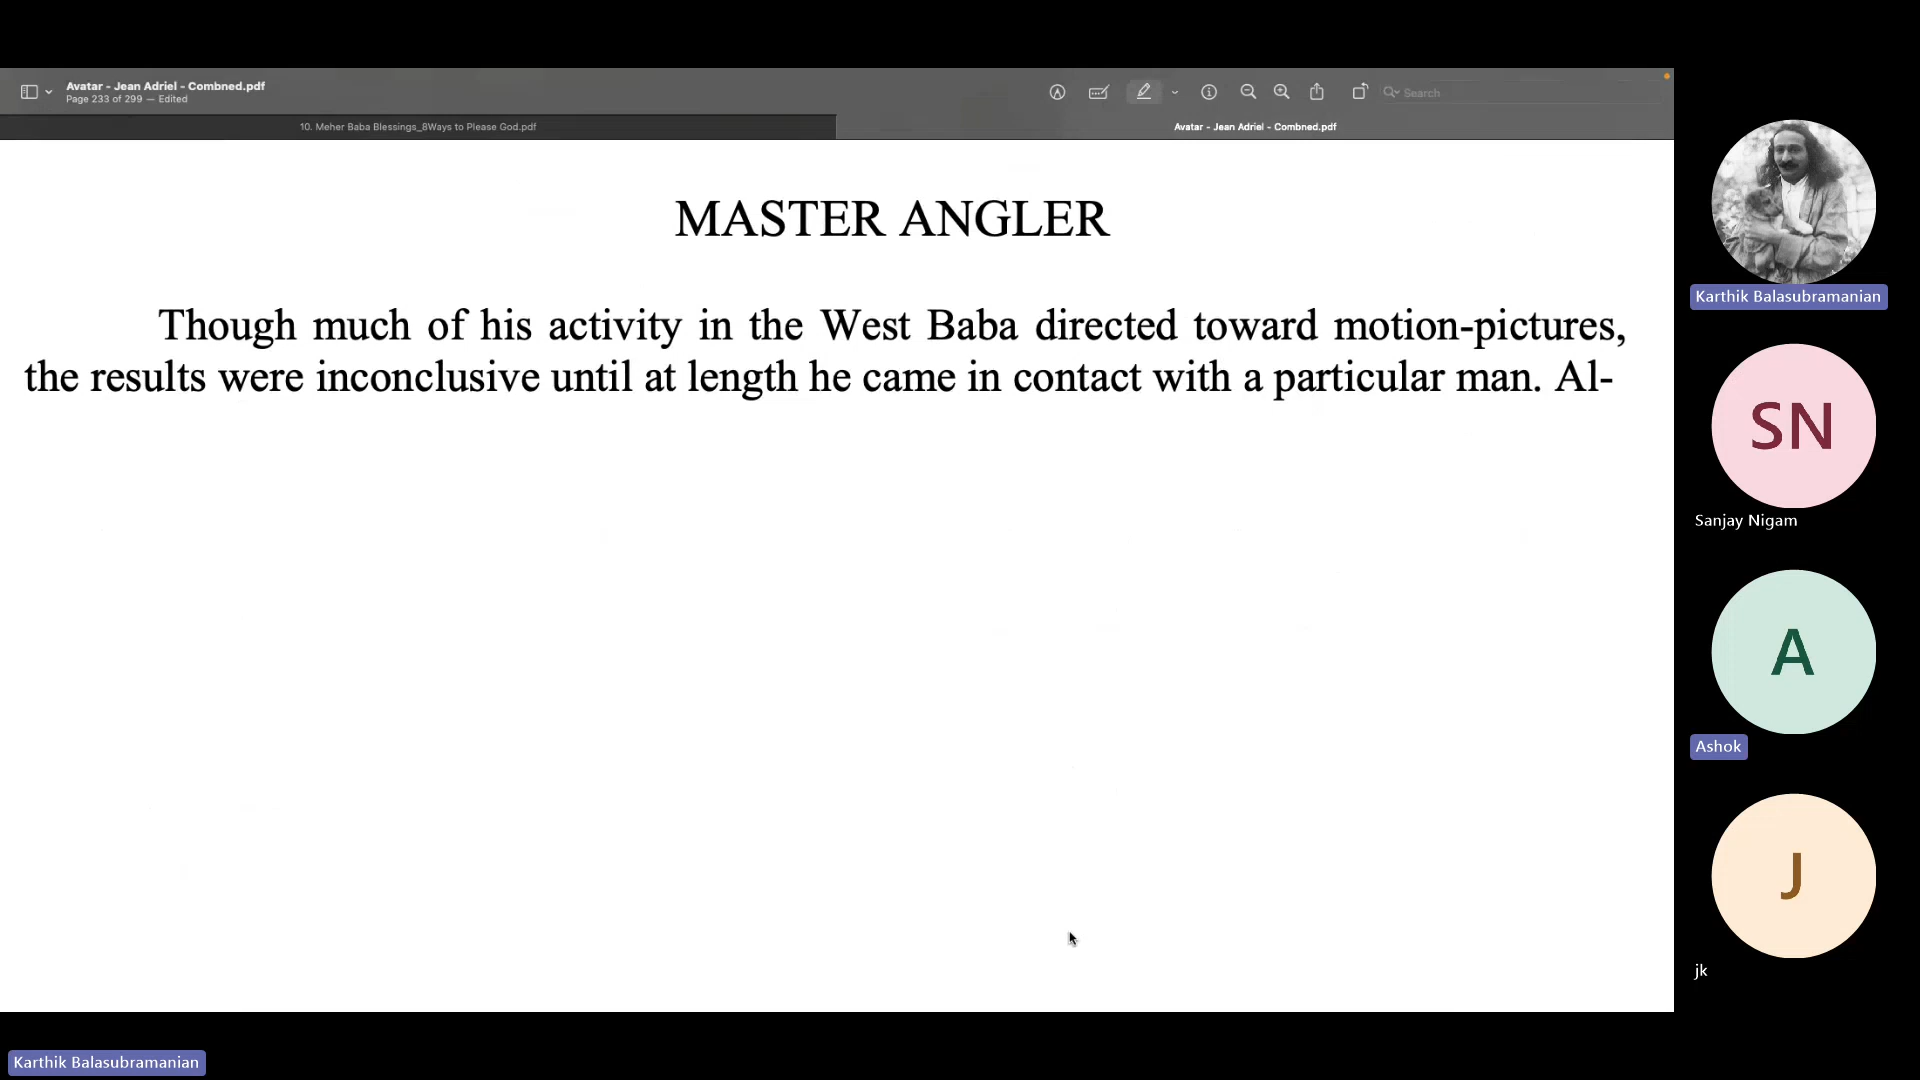 Avatar - Jean Adriel - Combned.pdf
Page 233 of 299 — Edited
Search
10. Meher Baba Blessings_8Ways to Please God.pdf
Avatar - Jean Adriel - Combned.pdf
MASTER ANGLER
Though much of his activity in the West Baba directed toward motion-pictures,
the results were inconclusive until at length he came in contact with a particular man. Al-
Karthik Balasubramanian
SN
Sanjay Nigam
A
Ashok
J
jk
Karthik Balasubramanian